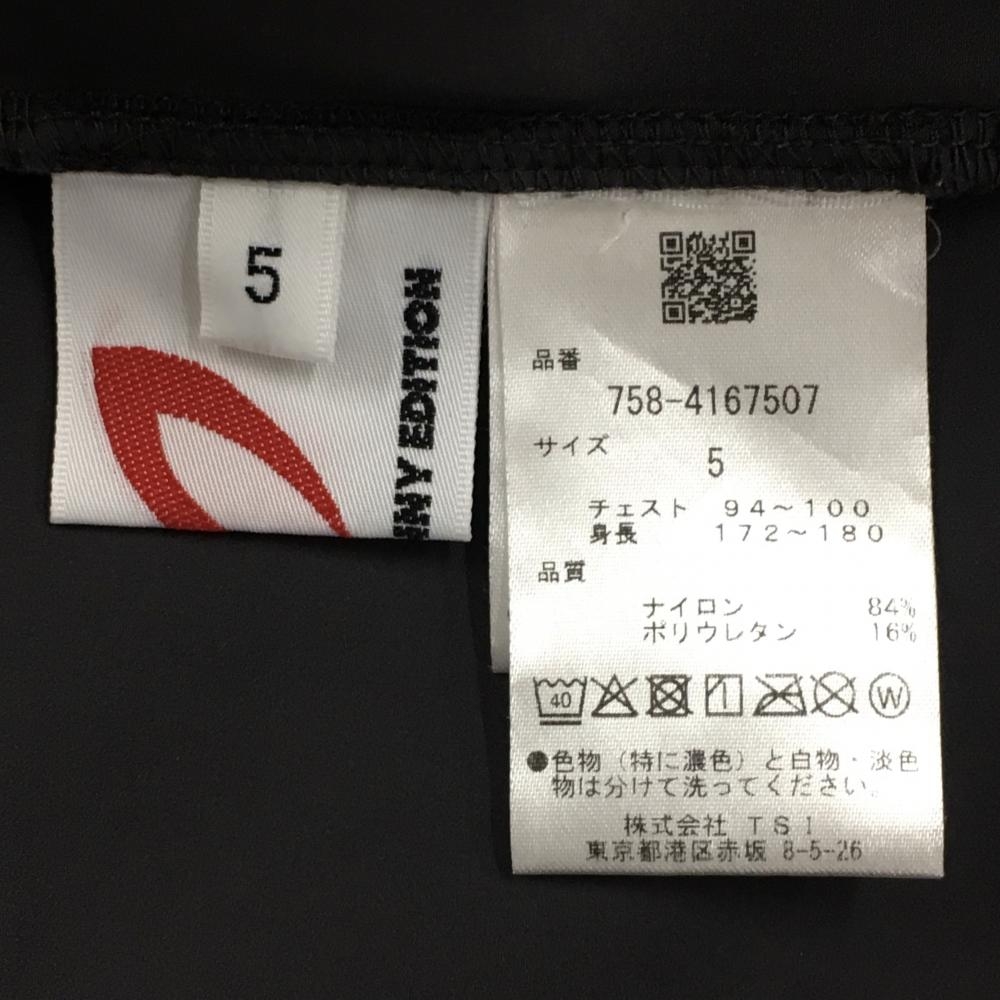 5
NNY EDITION
品番
758-4167507
サイズ
5
チェスト 94～100
身長 172～180
品質
ナイロン 84%
ポリウレタン 16%
40
W
●色物（特に濃色）と白物・淡色
物は分けて洗ってください。
株式会社 TSI
東京都港区赤坂 8-5-26